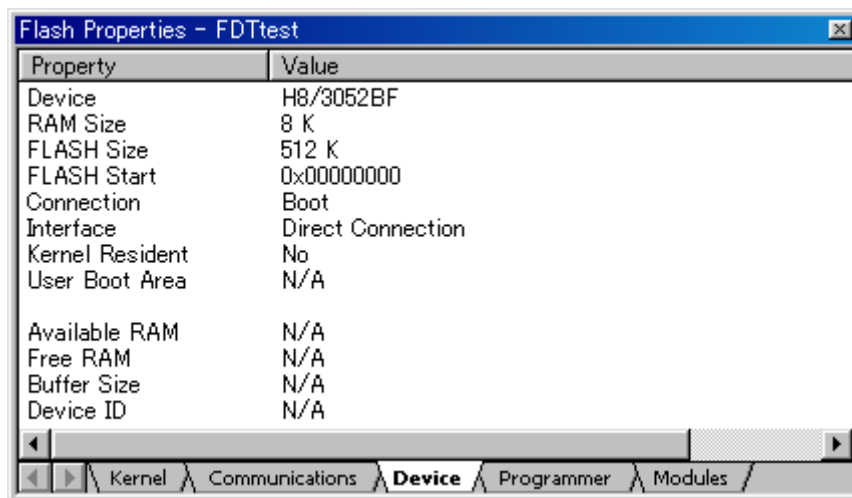 Flash Properties - FDTtest
Property Value
Device H8/3052BF
RAM Size 8 K
FLASH Size 512 K
FLASH Start 0x00000000
Connection Boot
Interface Direct Connection
Kernel Resident No
User Boot Area N/A
Available RAM N/A
Free RAM N/A
Buffer Size N/A
Device ID N/A
Kernel Communications Device Programmer Modules